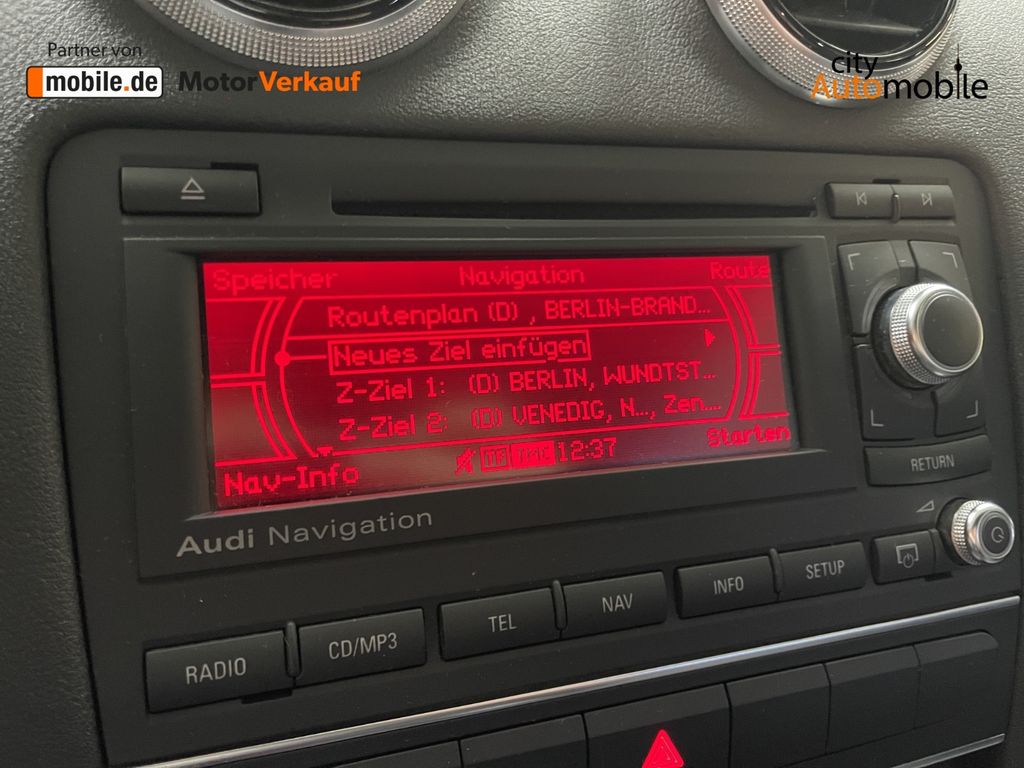 Partner von
mobile.de MotorVerkauf
city
Automobile
Speicher Navigation Route
Routenplan (D) , BERLIN-BRAND...
Neues Ziel einfügen
Z-Ziel 1: (D) BERLIN, WUNDTST...
Z-Ziel 2: (D) VENEDIG, N..., Zen....
Nav-Info 12:37 Starten
Audi Navigation
RETURN
RADIO CD/MP3 TEL NAV INFO SETUP